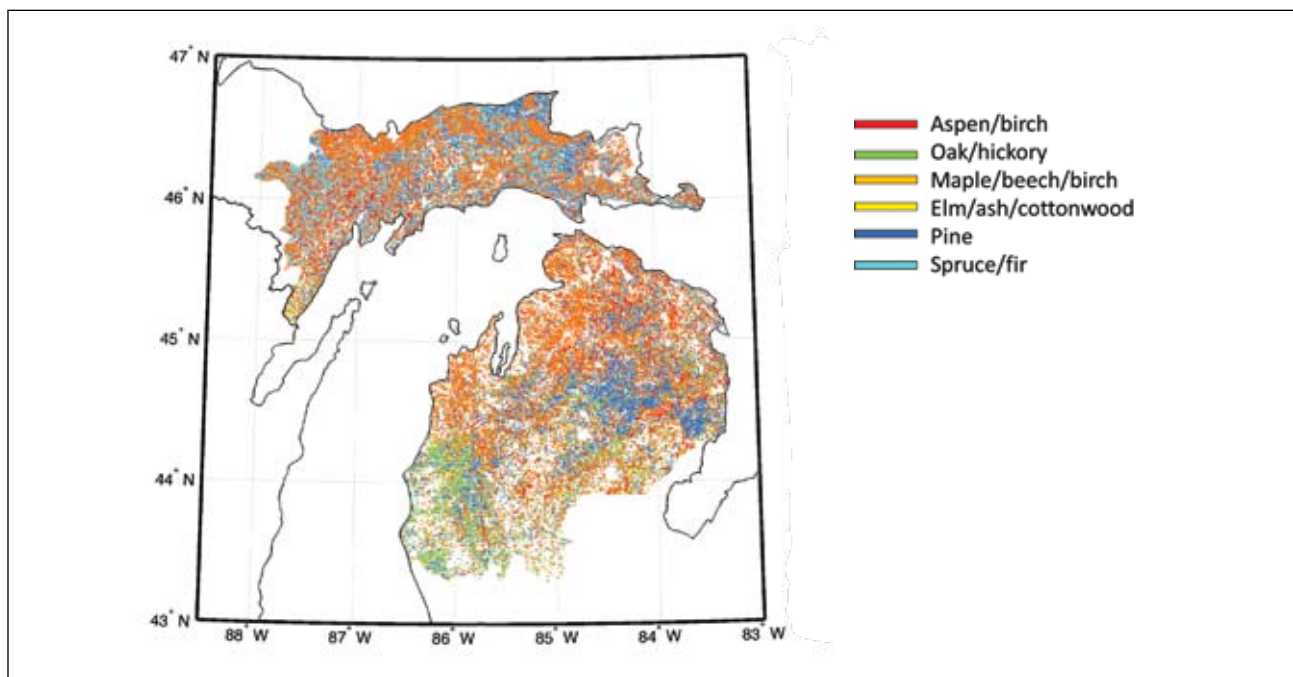 47° N
46° N
45° N
44° N
43° N
88° W 87° W 86° W 85° W 84° W 83° W
Aspen/birch
Oak/hickory
Maple/beech/birch
Elm/ash/cottonwood
Pine
Spruce/fir